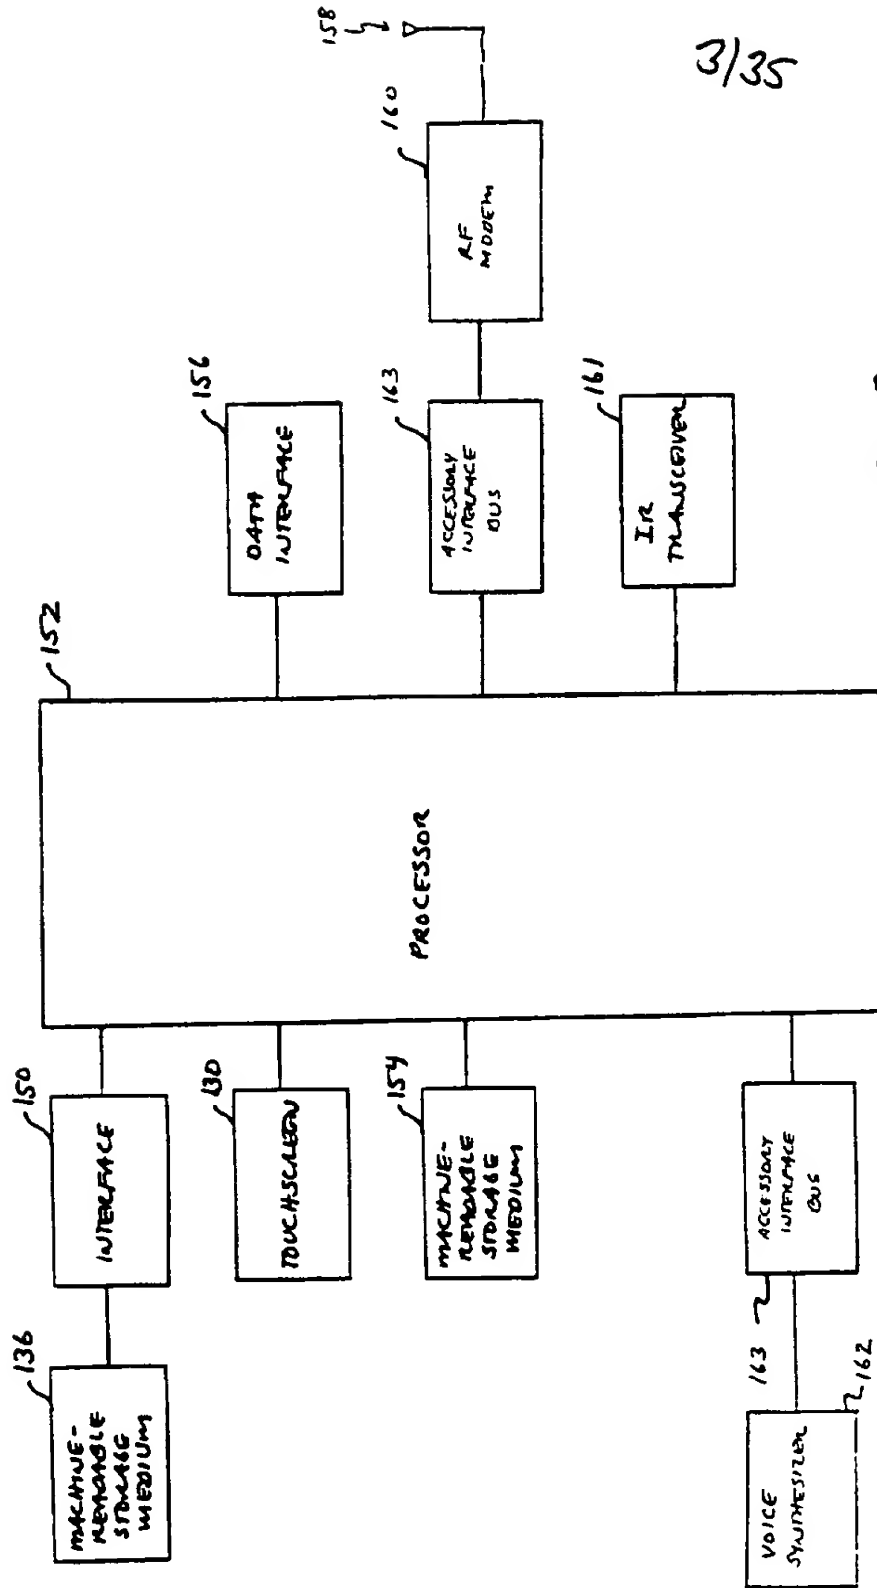 3/35
158
160
RF
MODEM
156
DATA
INTERFACE
163
ACCESSORY
INTERFACE
BUS
161
IR
TRANSCEIVER
152
PROCESSOR
150
INTERFACE
130
TOUCHSCREEN
154
MACHINE-
READABLE
STORAGE
MEDIUM
ACCESSORY
INTERFACE
BUS
163
136
MACHINE-
READABLE
STORAGE
MEDIUM
162
VOICE
SYNTHESIZER